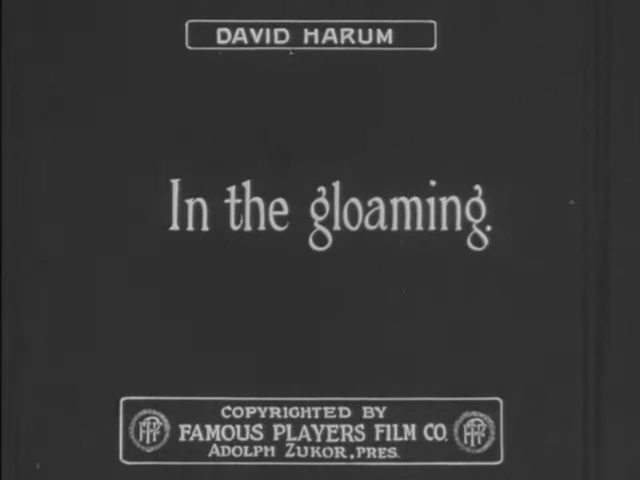 DAVID HARUM
In the gloaming.
COPYRIGHTED BY
FAMOUS PLAYERS FILM CO.
ADOLPH ZUKOR, PRES.